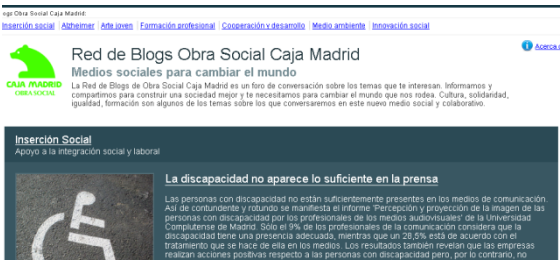 ogs Obra Social Caja Madrid:
Inserción social | Alzheimer | Arte joven | Formación profesional | Cooperación y desarrollo | Medio ambiente | Innovación social
Acerca
CAJA MADRID
OBRA SOCIAL
Red de Blogs Obra Social Caja Madrid
Medios sociales para cambiar el mundo
La Red de Blogs de Obra Social Caja Madrid es un foro de conversación sobre los temas que te interesan. Informamos y
compartimos para construir una sociedad mejor y te necesitamos para cambiar el mundo que nos rodea. Cultura, solidaridad,
igualdad, formación son algunos de los temas sobre los que conversaremos en este nuevo medio social y colaborativo.
Inserción Social
Apoyo a la integración social y laboral
La discapacidad no aparece lo suficiente en la prensa
Las personas con discapacidad no están suficientemente presentes en los medios de comunicación.
Así de contundente y rotundo se manifiesta el informe 'Percepción y proyección de la imagen de las
personas con discapacidad por los profesionales de los medios audiovisuales' de la Universidad
Complutense de Madrid. Sólo el 9% de los profesionales de la comunicación considera que la
discapacidad tiene una presencia adecuada, mientras que un 28,5% está de acuerdo con el
tratamiento que se hace de ella en los medios. Los resultados también revelan que las empresas
realizan acciones positivas respecto a las personas con discapacidad pero, por lo contrario, no